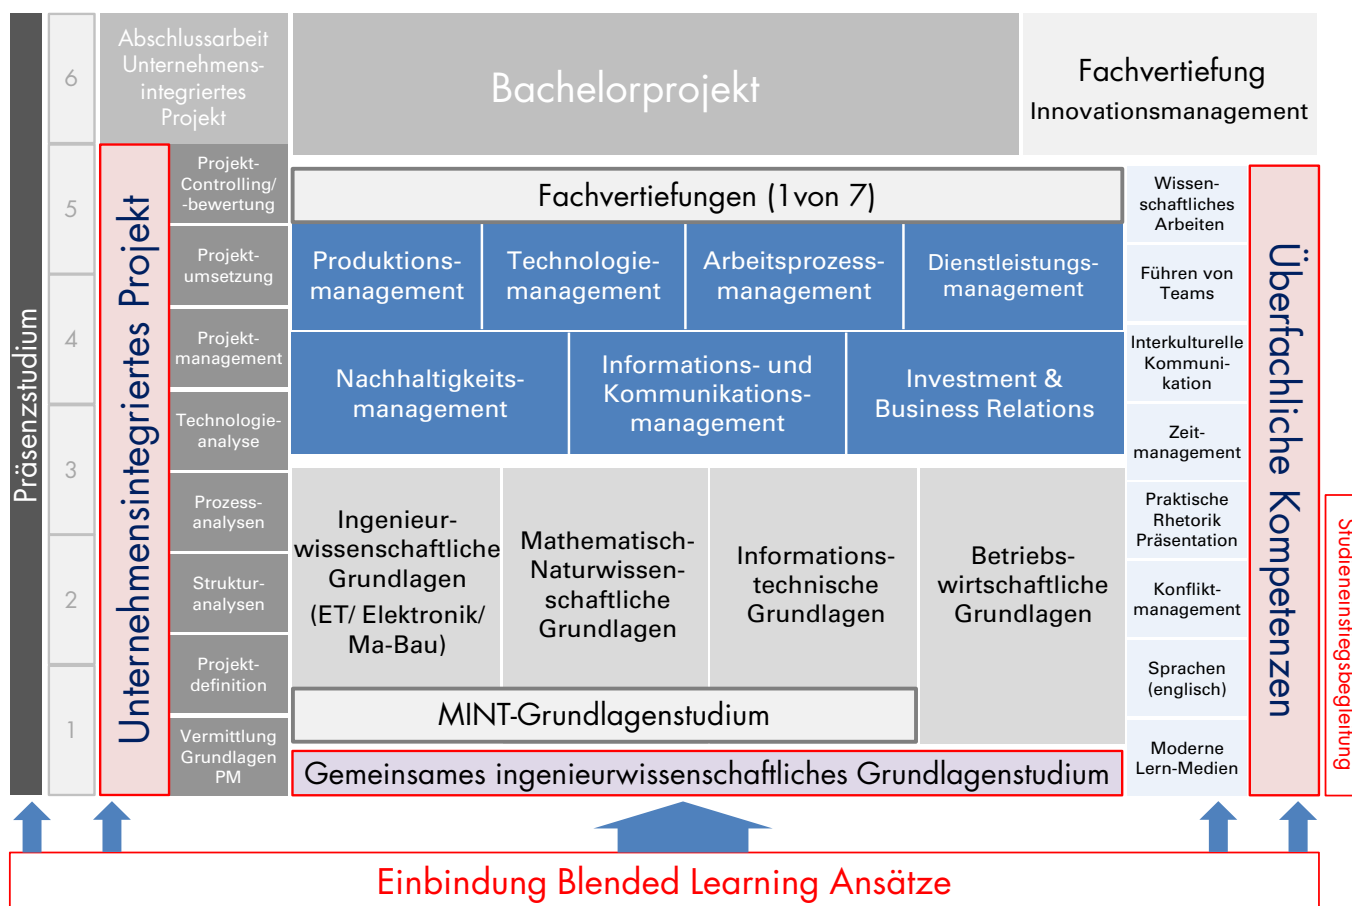 Präsenzstudium
6
5
4
3
2
1
Abschlussarbeit
Unternehmens-
integriertes
Projekt
Unternehmensintegriertes Projekt
Projekt-
Controlling/
-bewertung
Projekt-
umsetzung
Projekt-
management
Technologie-
analyse
Prozess-
analysen
Struktur-
analysen
Projekt-
definition
Vermittlung
Grundlagen
PM
Bachelorprojekt
Fachvertiefung
Innovationsmanagement
Fachvertiefungen (1von 7)
Produktions-
management
Technologie-
management
Arbeitsprozess-
management
Dienstleistungs-
management
Nachhaltigkeits-
management
Informations- und
Kommunikations-
management
Investment &
Business Relations
Ingenieur-
wissenschaftliche
Grundlagen
(ET/ Elektronik/
Ma-Bau)
Mathematisch-
Naturwissen-
schaftliche
Grundlagen
Informations-
technische
Grundlagen
Betriebs-
wirtschaftliche
Grundlagen
MINT-Grundlagenstudium
Gemeinsames ingenieurwissenschaftliches Grundlagenstudium
Wissen-
schaftliches
Arbeiten
Führen von
Teams
Interkulturelle
Kommuni-
kation
Zeit-
management
Praktische
Rhetorik
Präsentation
Konflikt-
management
Sprachen
(englisch)
Moderne
Lern-Medien
Überfachliche Kompetenzen
Studieneinstiegsbegleitung
Einbindung Blended Learning Ansätze